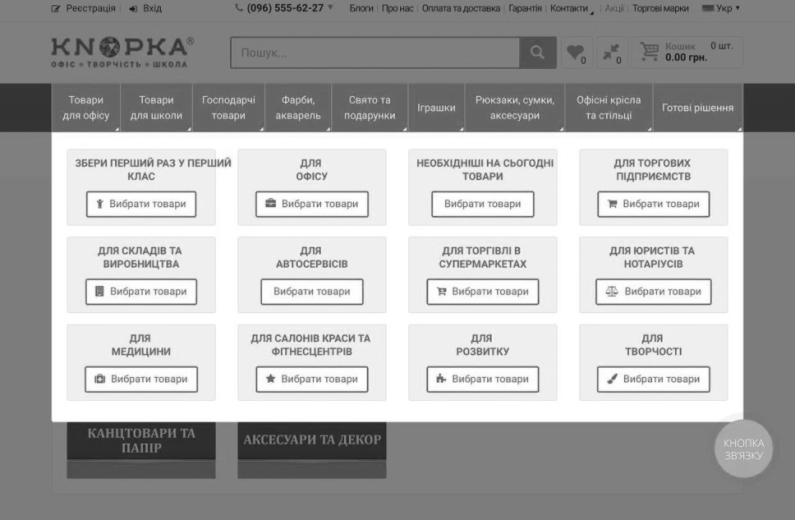 Реєстрація Вхід (096) 555-62-27 Блоги Про нас Оплата та доставка Гарантія Контакти Акції Торгові марки Укр
KNOPKA®
ОФІС ТВОРЧІСТЬ ШКОЛА
Пошук...
0
0
Кошик 0 шт.
0.00 грн.
Товари
для офісу
Товари
для школи
Господарчі
товари
Фарби,
акварель
Свято та
подарунки
Іграшки
Рюкзаки, сумки,
аксесуари
Офісні крісла
та стільці
Готові рішення
ЗБЕРИ ПЕРШИЙ РАЗ У ПЕРШИЙ
КЛАС
Вибрати товари
ДЛЯ
ОФІСУ
Вибрати товари
НЕОБХІДНІШІ НА СЬОГОДНІ
ТОВАРИ
Вибрати товари
ДЛЯ ТОРГОВИХ
ПІДПРИЄМСТВ
Вибрати товари
ДЛЯ СКЛАДІВ ТА
ВИРОБНИЦТВА
Вибрати товари
ДЛЯ
АВТОСЕРВІСІВ
Вибрати товари
ДЛЯ ТОРГІВЛІ В
СУПЕРМАРКЕТАХ
Вибрати товари
ДЛЯ ЮРИСТІВ ТА
НОТАРІУСІВ
Вибрати товари
ДЛЯ
МЕДИЦИНИ
Вибрати товари
ДЛЯ САЛОНІВ КРАСИ ТА
ФІТНЕСЦЕНТРІВ
Вибрати товари
ДЛЯ
РОЗВИТКУ
Вибрати товари
ДЛЯ
ТВОРЧОСТІ
Вибрати товари
КАНЦТОВАРИ ТА
ПАПІР
АКСЕСУАРИ ТА ДЕКОР
КНОПКА
ЗВ'ЯЗКУ